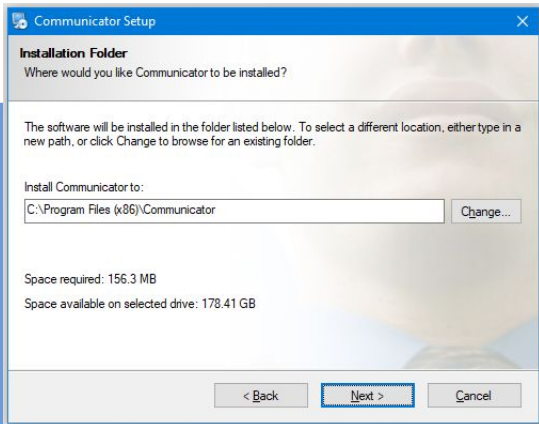 Communicator Setup
Installation Folder
Where would you like Communicator to be installed?
The software will be installed in the folder listed below. To select a different location, either type in a
new path, or click Change to browse for an existing folder.
Install Communicator to:
C:\Program Files (x86)\Communicator
Change...
Space required: 156.3 MB
Space available on selected drive: 178.41 GB
< Back
Next >
Cancel